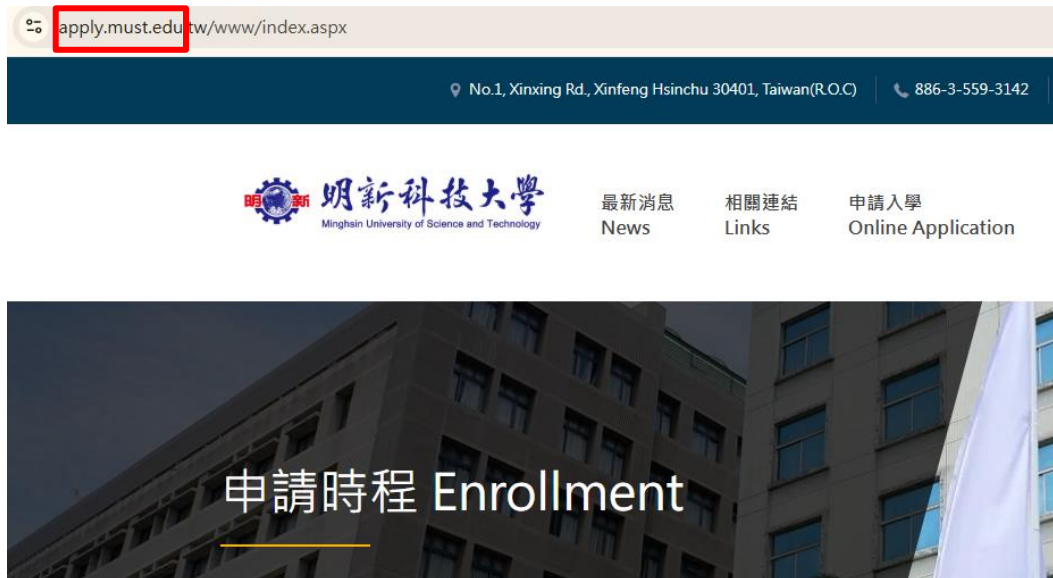 apply.must.edu.tw/www/index.aspx
No.1, Xinxing Rd., Xinfeng Hsinchu 30401, Taiwan(R.O.C) 886-3-559-3142
明新 明新科技大學
Minghsin University of Science and Technology
最新消息 相關連結 申請入學
News Links Online Application
申請時程 Enrollment